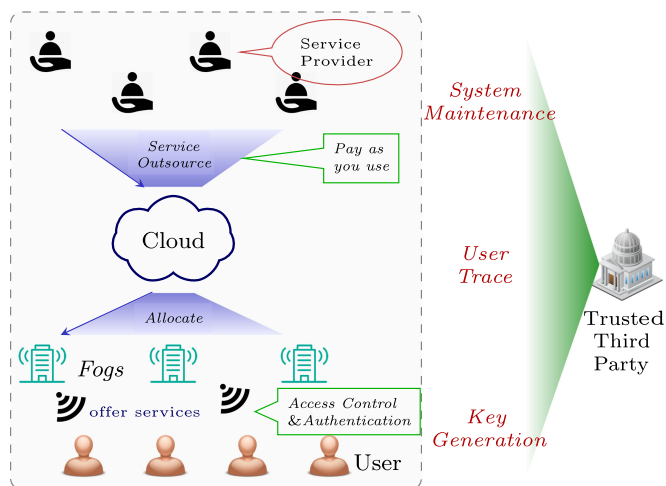 Service
Provider
System
Maintenance
Service
Outsource
Pay as
you use
Cloud
User
Trace
Allocate
Trusted
Third
Party
Fogs
offer services
Access Control
&Authentication
Key
Generation
User